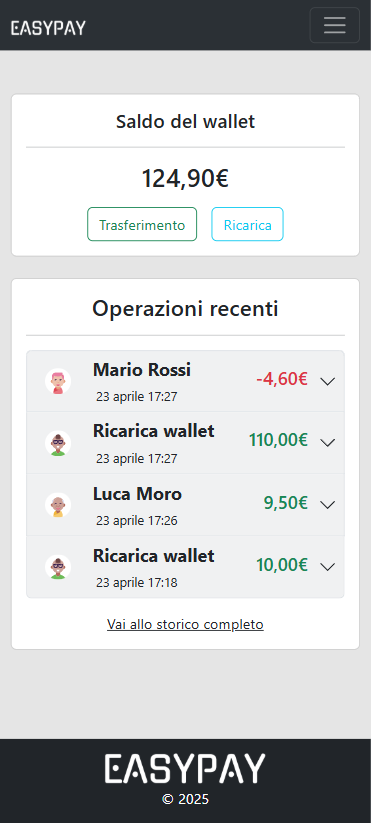 EASYPAY
Saldo del wallet
124,90€
Trasferimento Ricarica
Operazioni recenti
Mario Rossi -4,60€
23 aprile 17:27
Ricarica wallet 110,00€
23 aprile 17:27
Luca Moro 9,50€
23 aprile 17:26
Ricarica wallet 10,00€
23 aprile 17:18
Vai allo storico completo
EASYPAY
© 2025